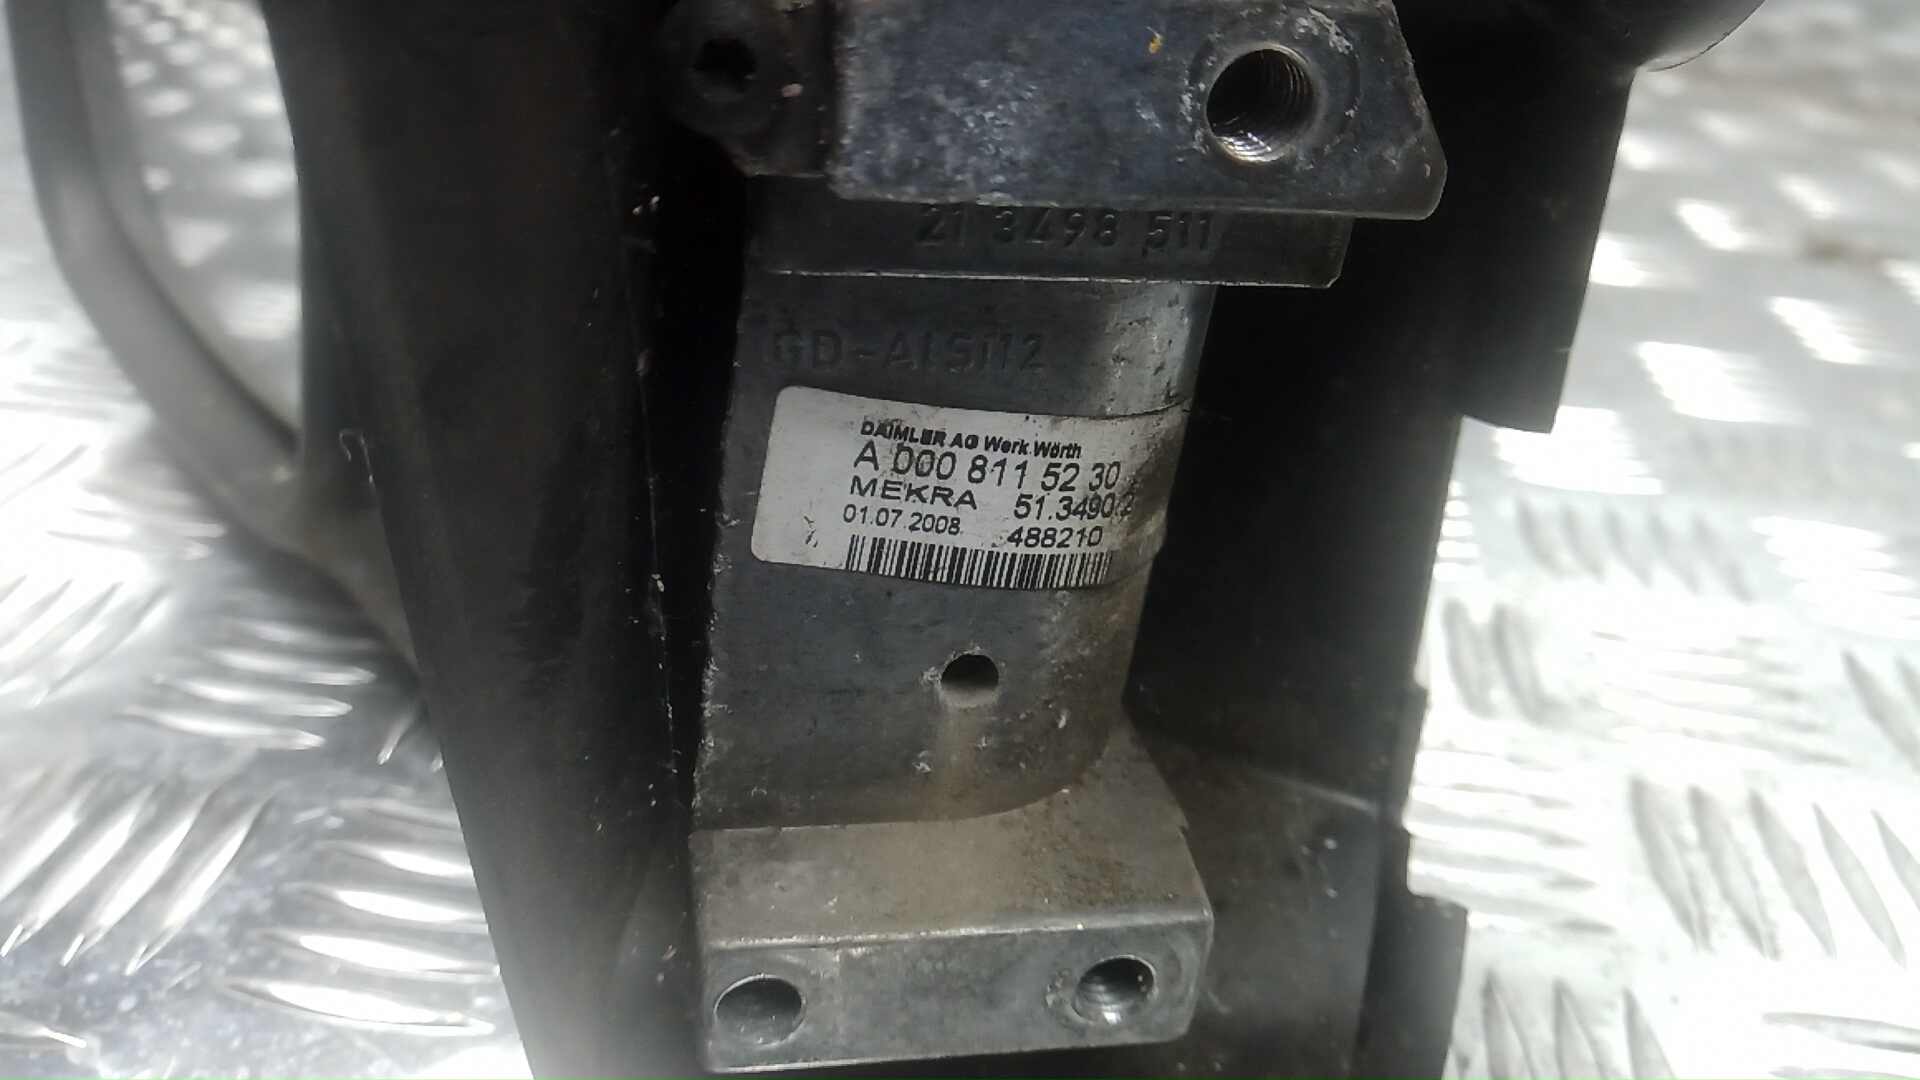 21 3498 511
GD-AlSi12
DAIMLER AG Werk Wörth
A 000 811 52 30
MEKRA 51.3490.2
01.07.2008 488210